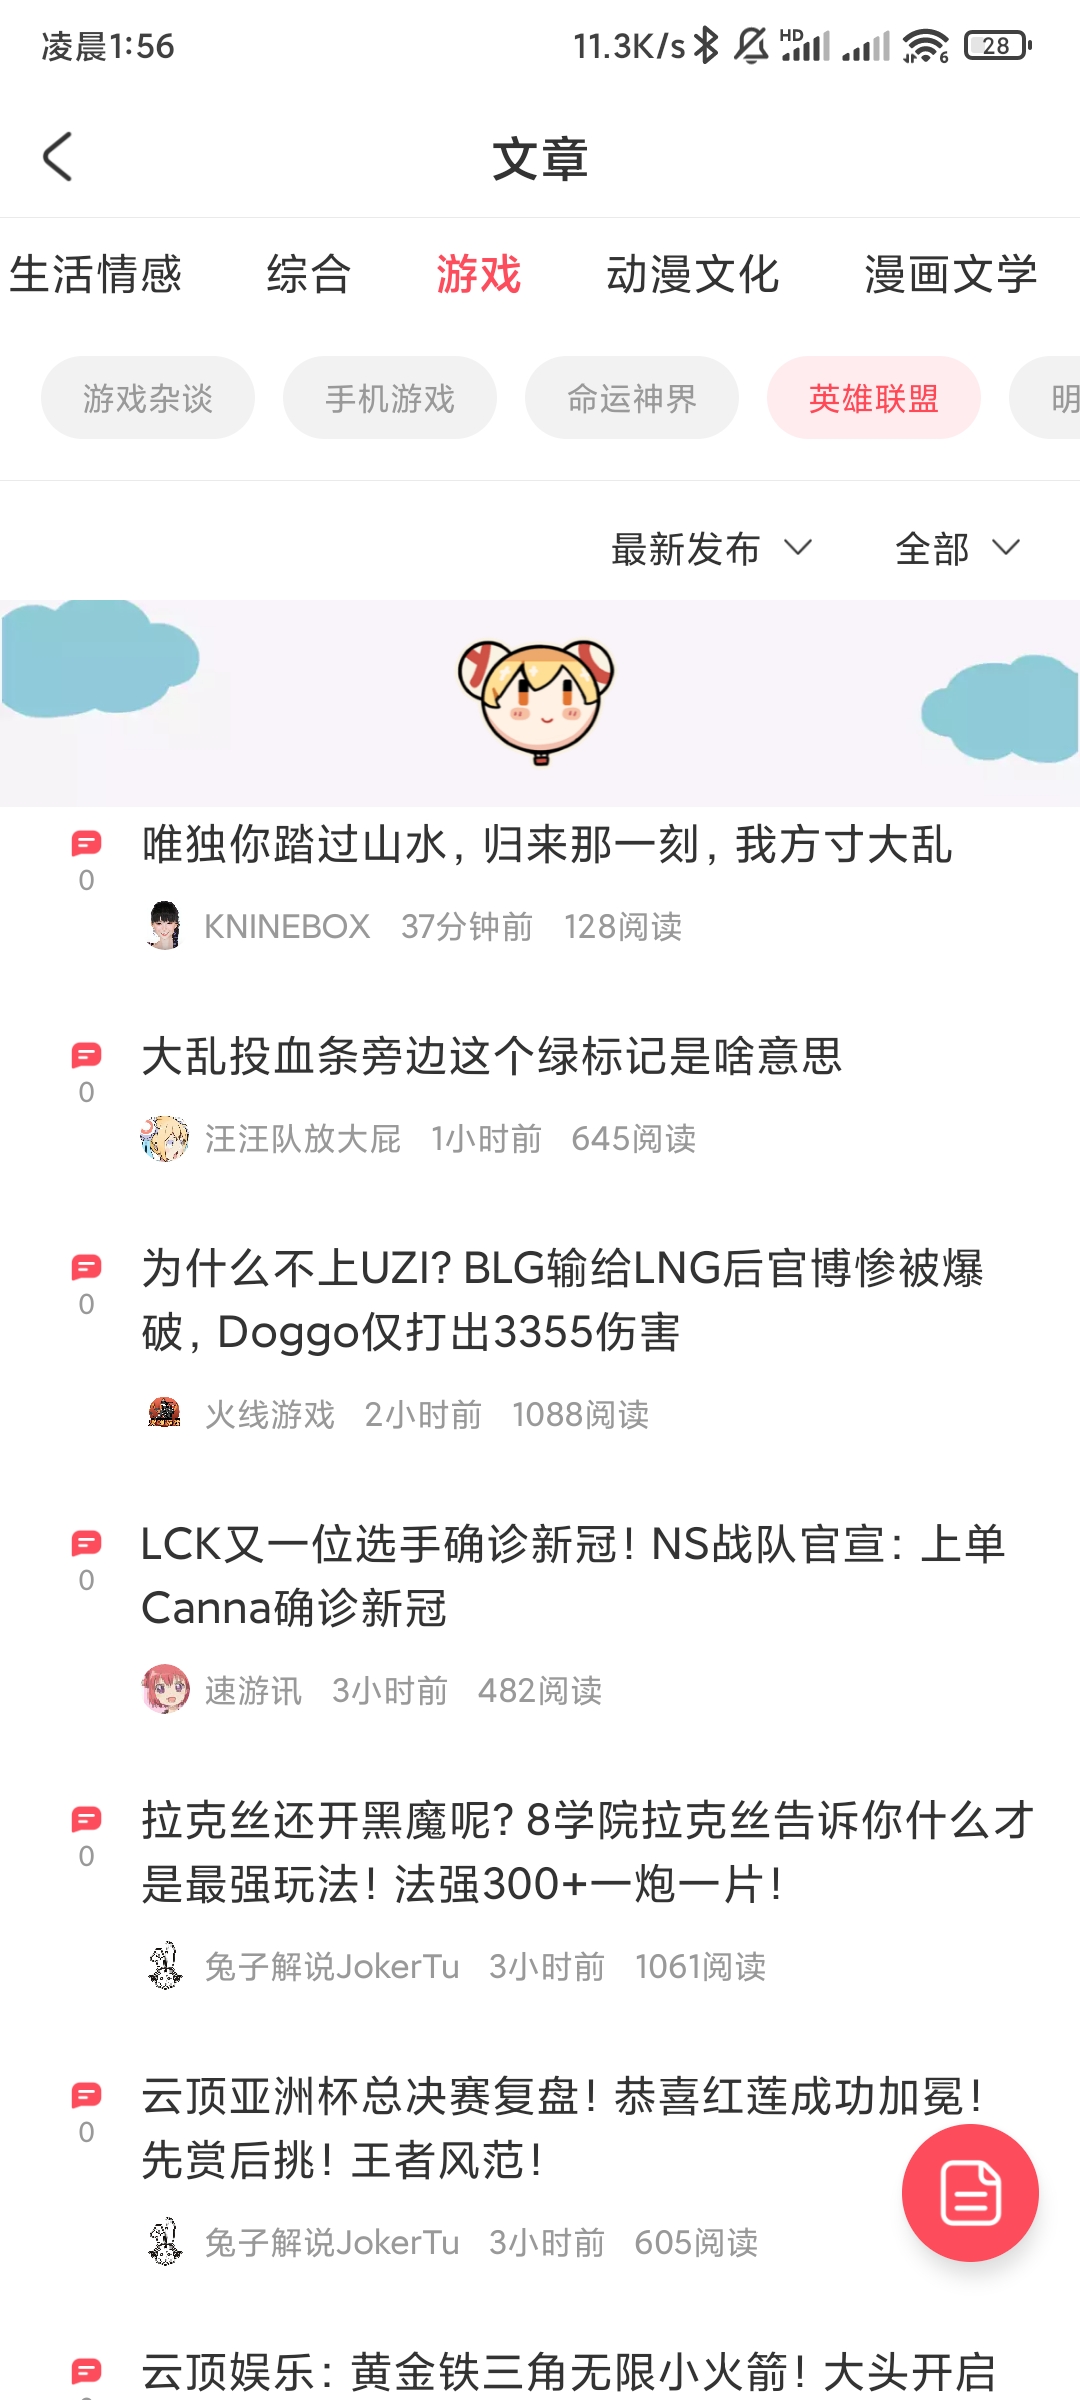 凌晨1:56 11.3K/s HD 6 28
文章
生活情感 综合 游戏 动漫文化 漫画文学
游戏杂谈 手机游戏 命运神界 英雄联盟 明
最新发布 全部
唯独你踏过山水，归来那一刻，我方寸大乱
0
KNINEBOX 37分钟前 128阅读
大乱投血条旁边这个绿标记是啥意思
0
汪汪队放大屁 1小时前 645阅读
为什么不上UZI？BLG输给LNG后官博惨被爆
破，Doggo仅打出3355伤害
0
火线游戏 2小时前 1088阅读
LCK又一位选手确诊新冠！NS战队官宣：上单
Canna确诊新冠
0
速游讯 3小时前 482阅读
拉克丝还开黑魔呢？8学院拉克丝告诉你什么才
是最强玩法！法强300+一炮一片！
0
兔子解说JokerTu 3小时前 1061阅读
云顶亚洲杯总决赛复盘！恭喜红莲成功加冕！
先赏后挑！王者风范！
0
兔子解说JokerTu 3小时前 605阅读
云顶娱乐：黄金铁三角无限小火箭！大头开启